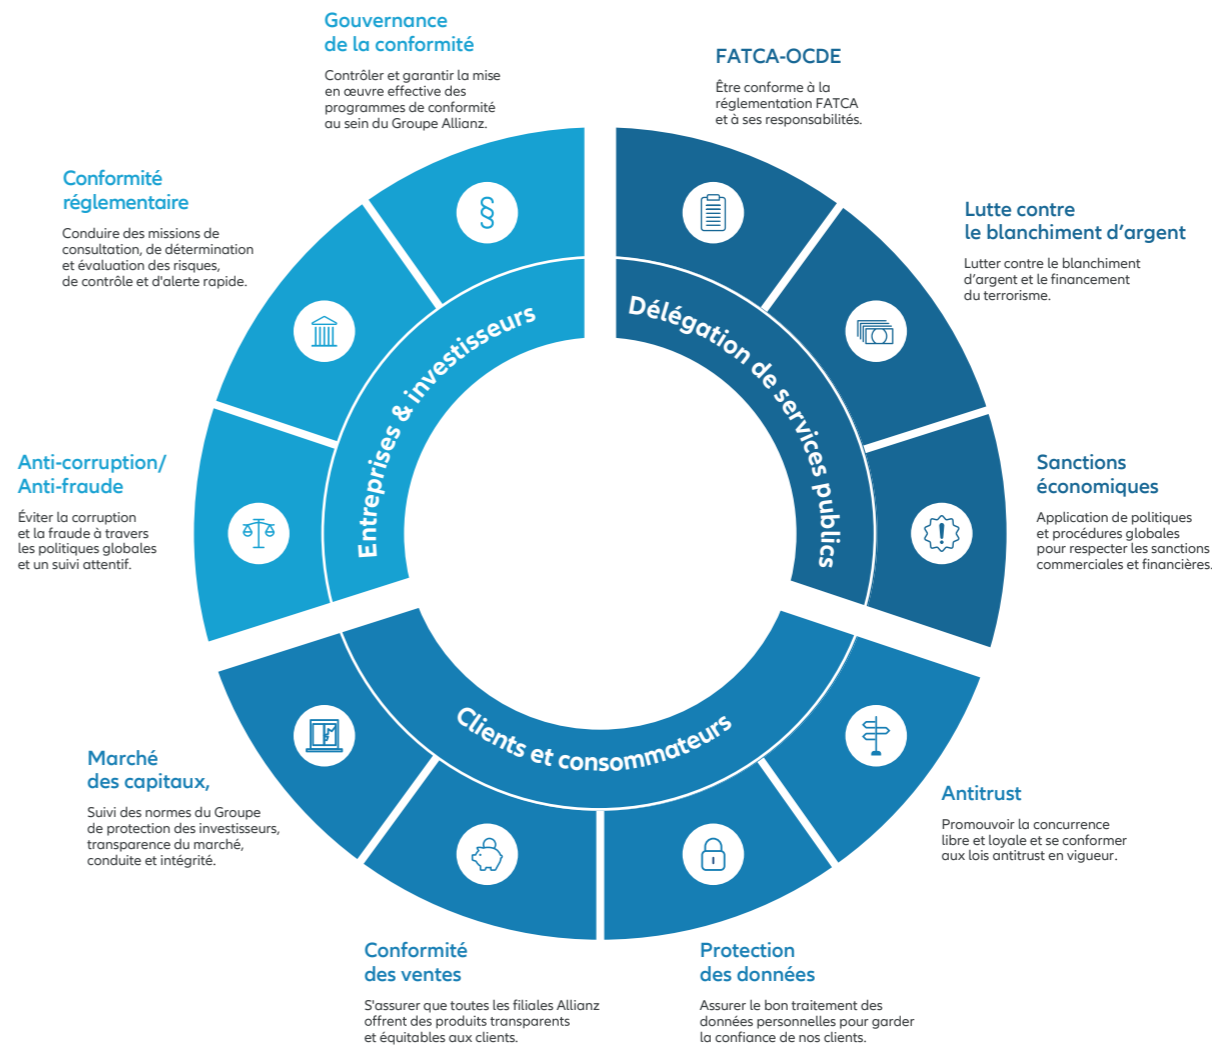 Gouvernance
de la conformité
Contrôler et garantir la mise
en œuvre effective des
programmes de conformité
au sein du Groupe Allianz.
FATCA-OCDE
Être conforme à la
réglementation FATCA
et à ses responsabilités.
Conformité
réglementaire
Conduire des missions de
consultation, de détermination
et évaluation des risques,
de contrôle et d'alerte rapide.
Lutte contre
le blanchiment d’argent
Lutter contre le blanchiment
d’argent et le financement
du terrorisme.
§
Entreprises & investisseurs
Délégation de services publics
Anti-corruption/
Anti-fraude
Éviter la corruption
et la fraude à travers
les politiques globales
et un suivi attentif.
Sanctions
économiques
Application de politiques
et procédures globales
pour respecter les sanctions
commerciales et financières.
!
Clients et consommateurs
Marché
des capitaux,
Suivi des normes du Groupe
de protection des investisseurs,
transparence du marché,
conduite et intégrité.
Antitrust
Promouvoir la concurrence
libre et loyale et se conformer
aux lois antitrust en vigueur.
Conformité
des ventes
S'assurer que toutes les filiales Allianz
offrent des produits transparents
et équitables aux clients.
Protection
des données
Assurer le bon traitement des
données personnelles pour garder
la confiance de nos clients.